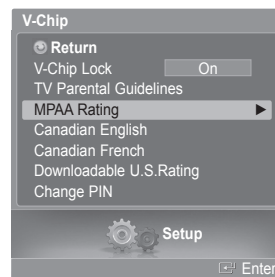 V-Chip
Return
V-Chip Lock On
TV Parental Guidelines
MPAA Rating
Canadian English
Canadian French
Downloadable U.S.Rating
Change PIN
Setup
Enter